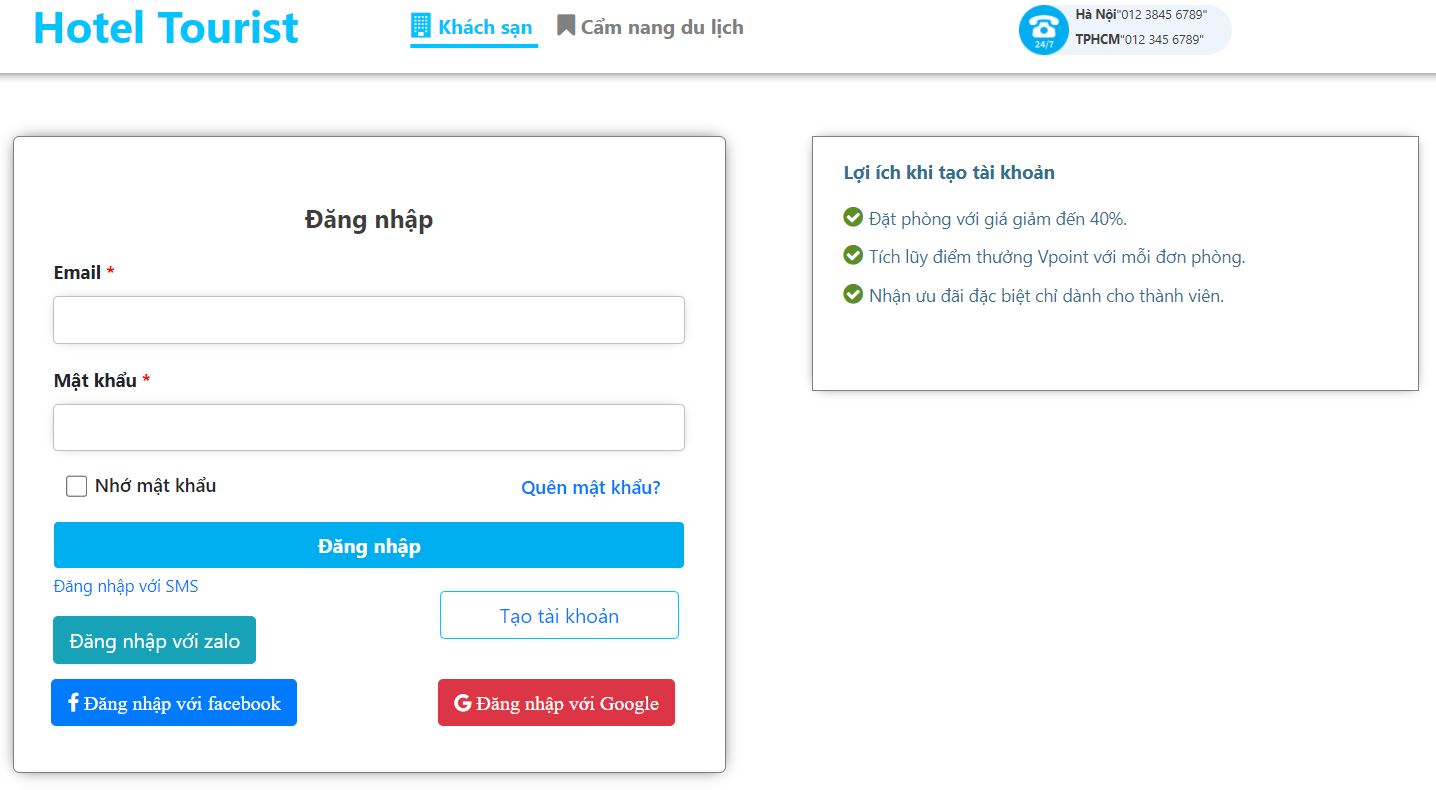 Hotel Tourist
Khách sạn
Cẩm nang du lịch
24/7
Hà Nội"012 3845 6789"
TPHCM"012 345 6789"
Đăng nhập
Email *
Mật khẩu *
Nhớ mật khẩu
Quên mật khẩu?
Đăng nhập
Đăng nhập với SMS
Tạo tài khoản
Đăng nhập với zalo
Đăng nhập với facebook
Đăng nhập với Google
Lợi ích khi tạo tài khoản
Đặt phòng với giá giảm đến 40%.
Tích lũy điểm thưởng Vpoint với mỗi đơn phòng.
Nhận ưu đãi đặc biệt chỉ dành cho thành viên.